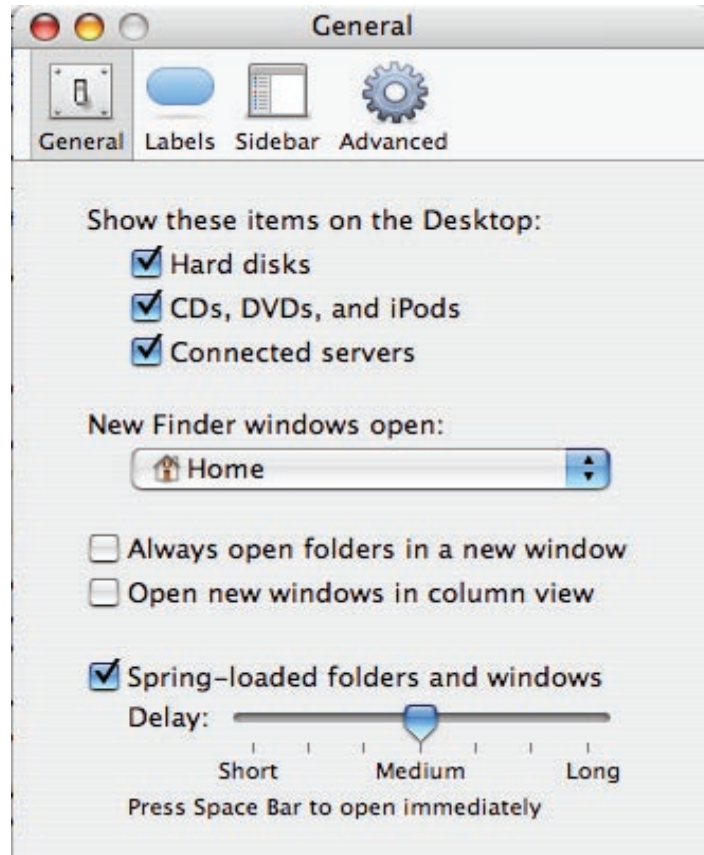 General
General Labels Sidebar Advanced
Show these items on the Desktop:
Hard disks
CDs, DVDs, and iPods
Connected servers
New Finder windows open:
Home
Always open folders in a new window
Open new windows in column view
Spring-loaded folders and windows
Delay:
Short Medium Long
Press Space Bar to open immediately